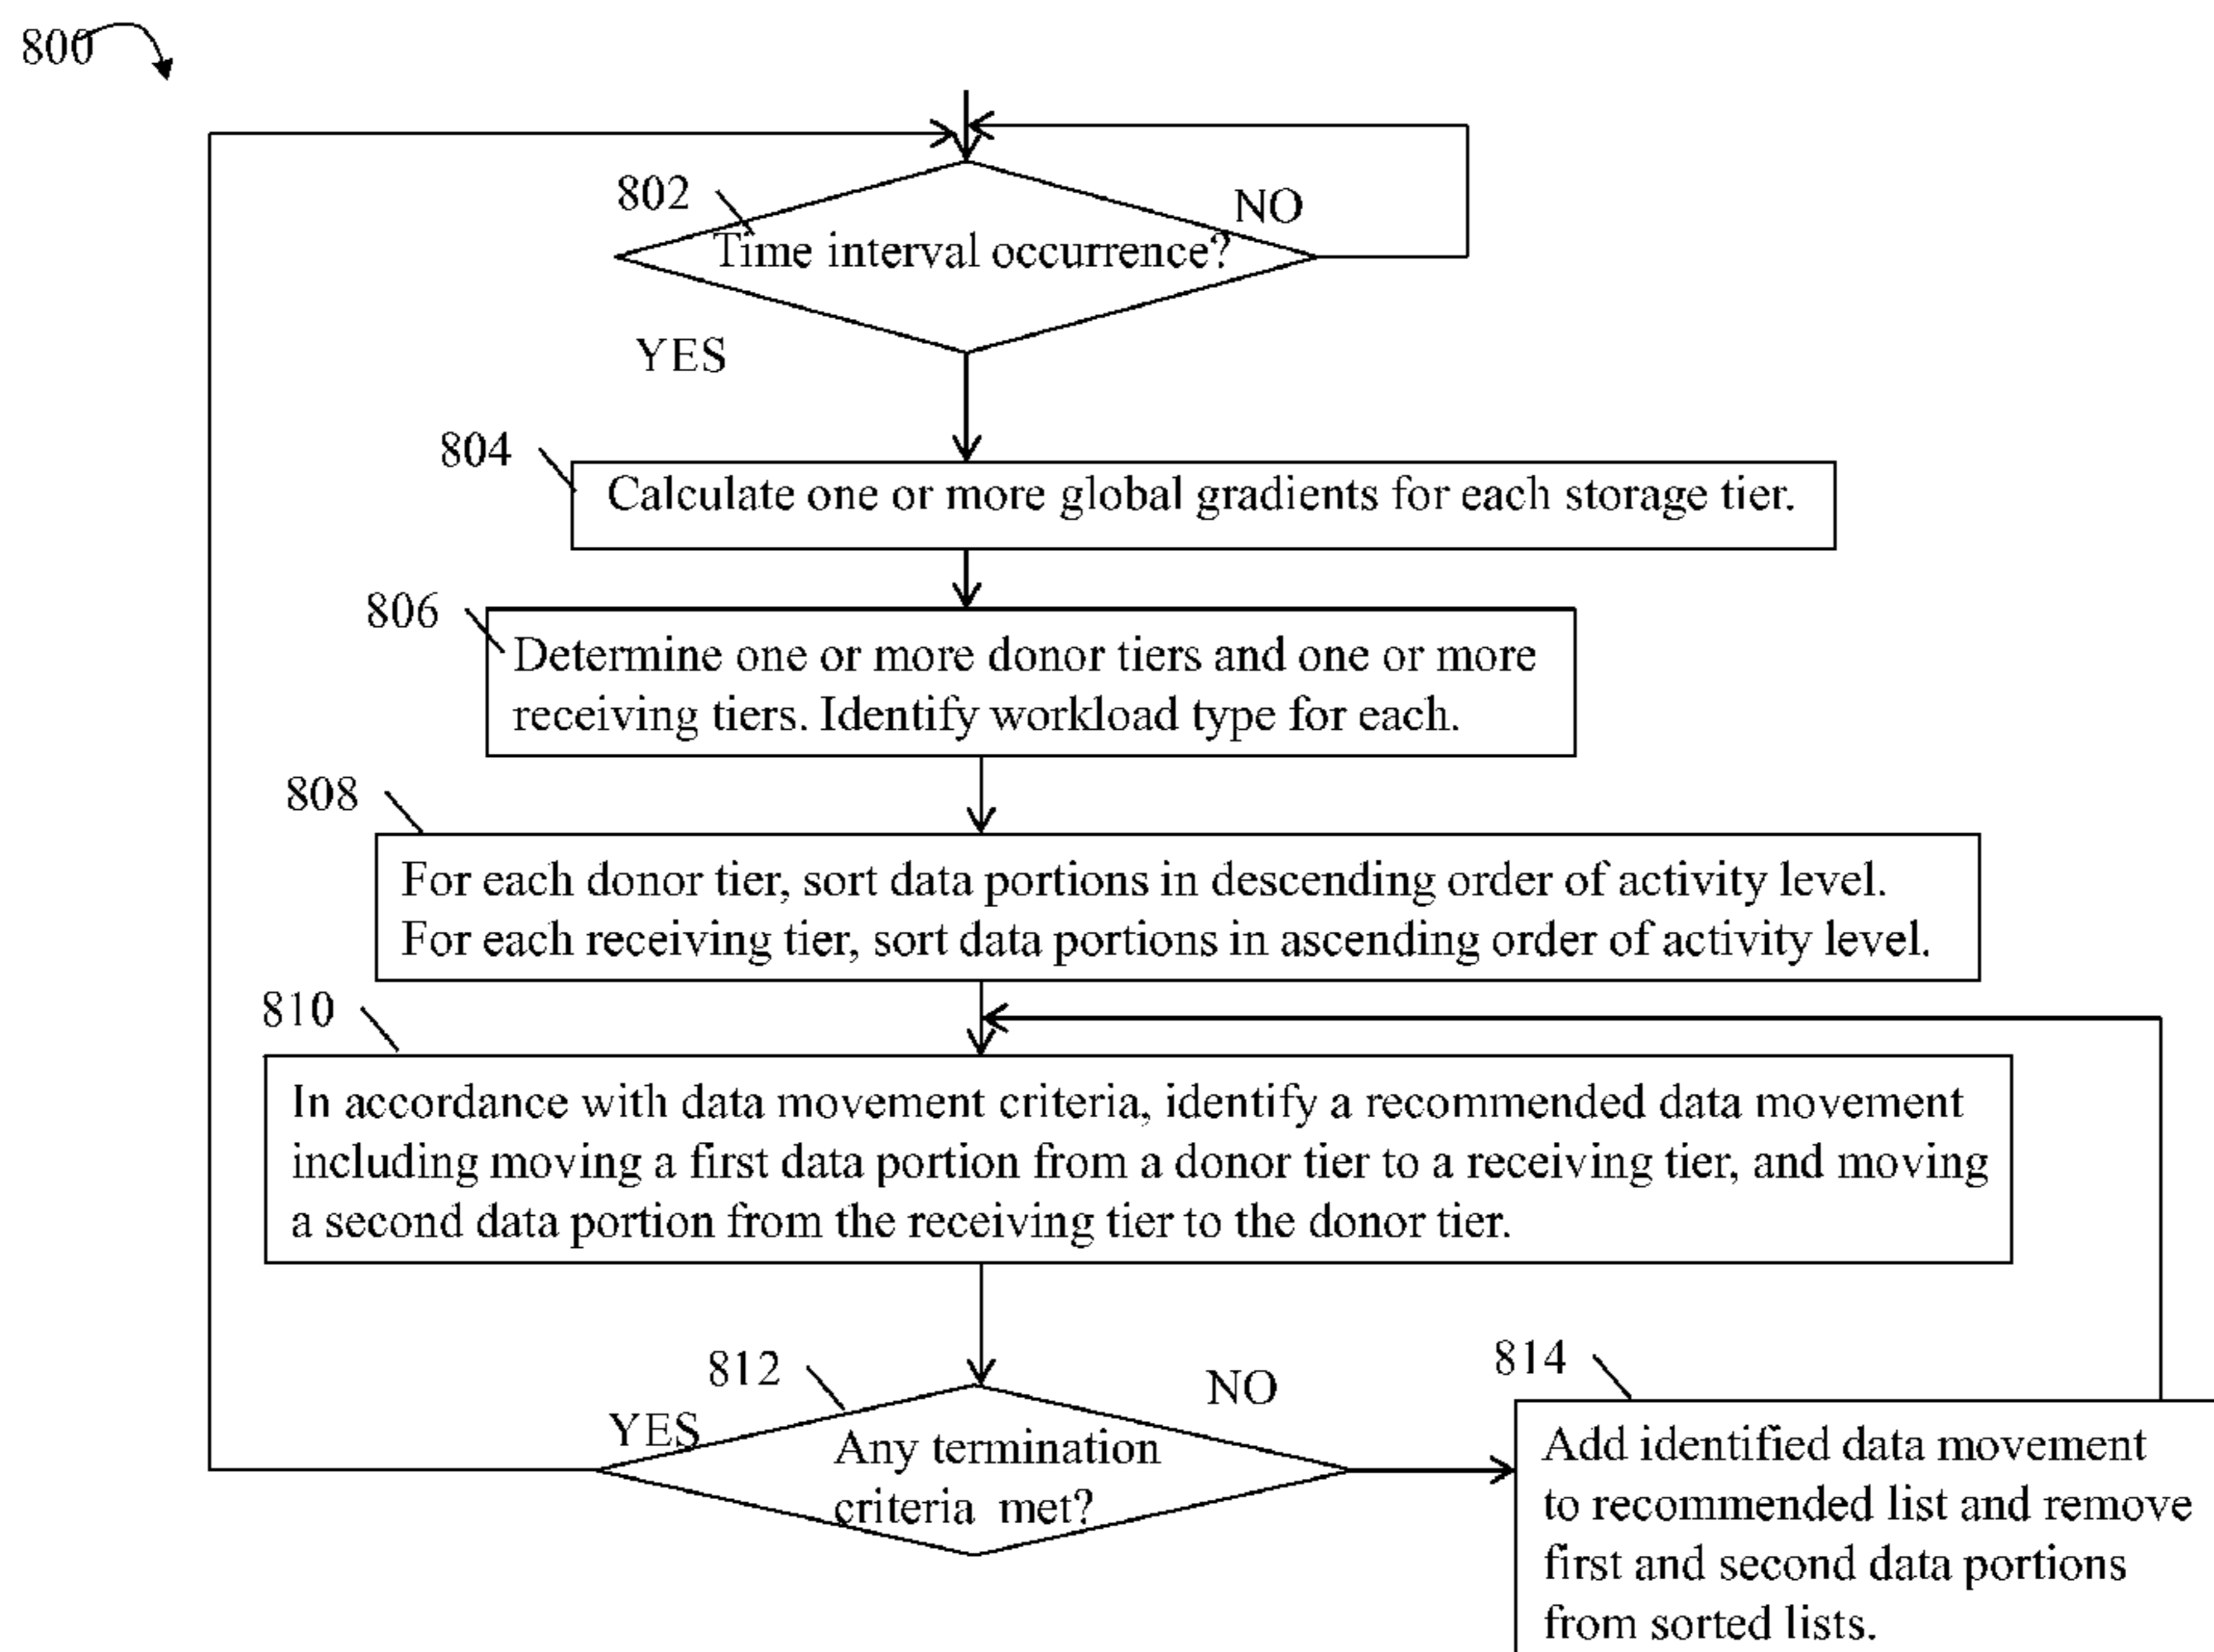 800
802
NO
Time interval occurrence?
YES
804
Calculate one or more global gradients for each storage tier.
806
Determine one or more donor tiers and one or more
receiving tiers. Identify workload type for each.
808
For each donor tier, sort data portions in descending order of activity level.
For each receiving tier, sort data portions in ascending order of activity level.
810
In accordance with data movement criteria, identify a recommended data movement
including moving a first data portion from a donor tier to a receiving tier, and moving
a second data portion from the receiving tier to the donor tier.
812
NO
814
YES
Any termination
criteria met?
Add identified data movement
to recommended list and remove
first and second data portions
from sorted lists.